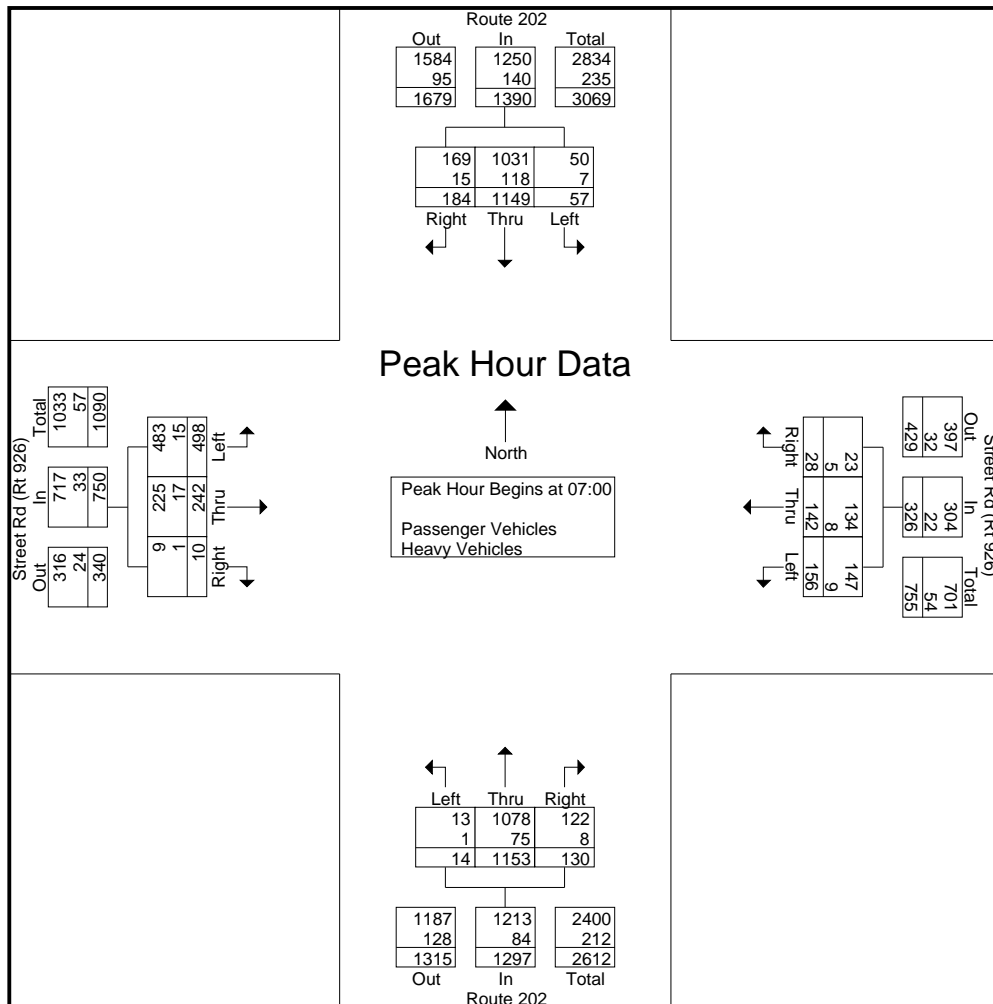 Route 202
Out In Total
1584 1250 2834
95 140 235
1679 1390 3069
169 1031 50
15 118 7
184 1149 57
Right Thru Left
Peak Hour Data
North
Peak Hour Begins at 07:00
Passenger Vehicles
Heavy Vehicles
Street Rd (Rt 926)
Total In Out
1033 717 316
57 33 24
1090 750 340
483 225 9
15 17 1
498 242 10
Left Thru Right
Street Rd (Rt 926)
Out In Total
397 304 701
32 22 54
429 326 755
23 134 147
5 8 9
28 142 156
Right Thru Left
Left Thru Right
13 1078 122
1 75 8
14 1153 130
1187 1213 2400
128 84 212
1315 1297 2612
Out In Total
Route 202